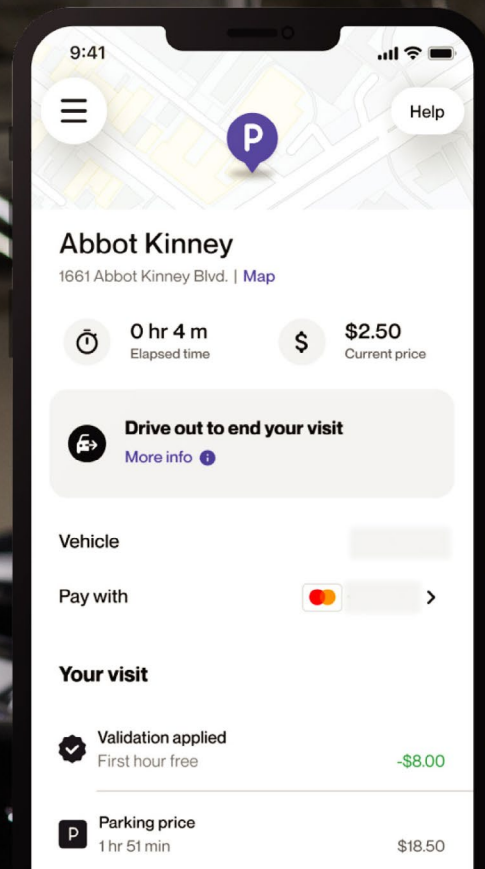 9:41
Help
P
Abbot Kinney
1661 Abbot Kinney Blvd. | Map
0 hr 4 m
Elapsed time
$2.50
Current price
Drive out to end your visit
More info i
Vehicle
Pay with
Your visit
Validation applied
First hour free
-$8.00
P
Parking price
1 hr 51 min
$18.50